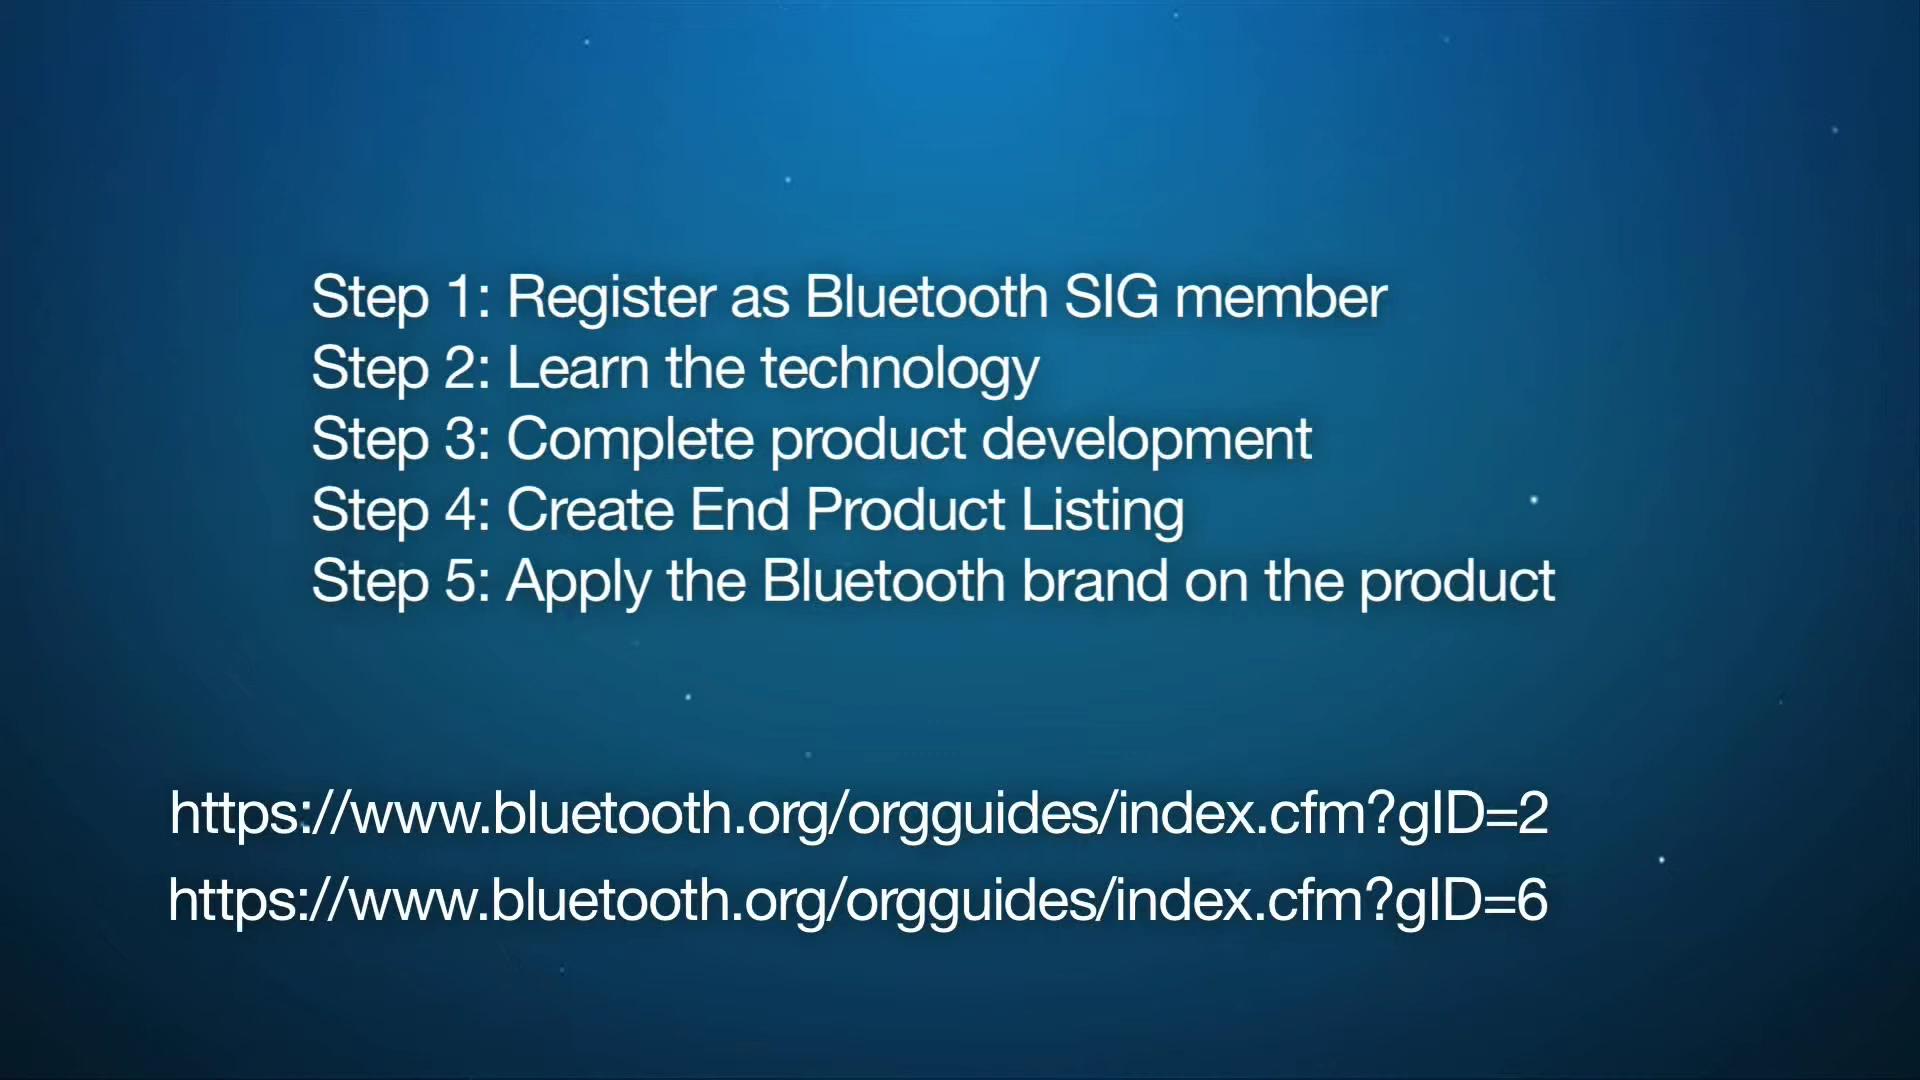 Step 1: Register as Bluetooth SIG member
Step 2: Learn the technology
Step 3: Complete product development
Step 4: Create End Product Listing
Step 5: Apply the Bluetooth brand on the product
https://www.bluetooth.org/orgguides/index.cfm?gID=2
https://www.bluetooth.org/orgguides/index.cfm?gID=6